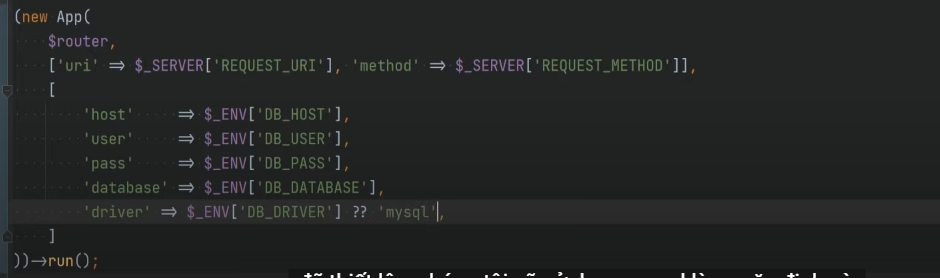 (new App(
    $router,
    ['uri' => $_SERVER['REQUEST_URI'], 'method' => $_SERVER['REQUEST_METHOD']],
    [
        'host'     => $_ENV['DB_HOST'],
        'user'     => $_ENV['DB_USER'],
        'pass'     => $_ENV['DB_PASS'],
        'database' => $_ENV['DB_DATABASE'],
        'driver' => $_ENV['DB_DRIVER'] ?? 'mysql',
    ]
))->run();